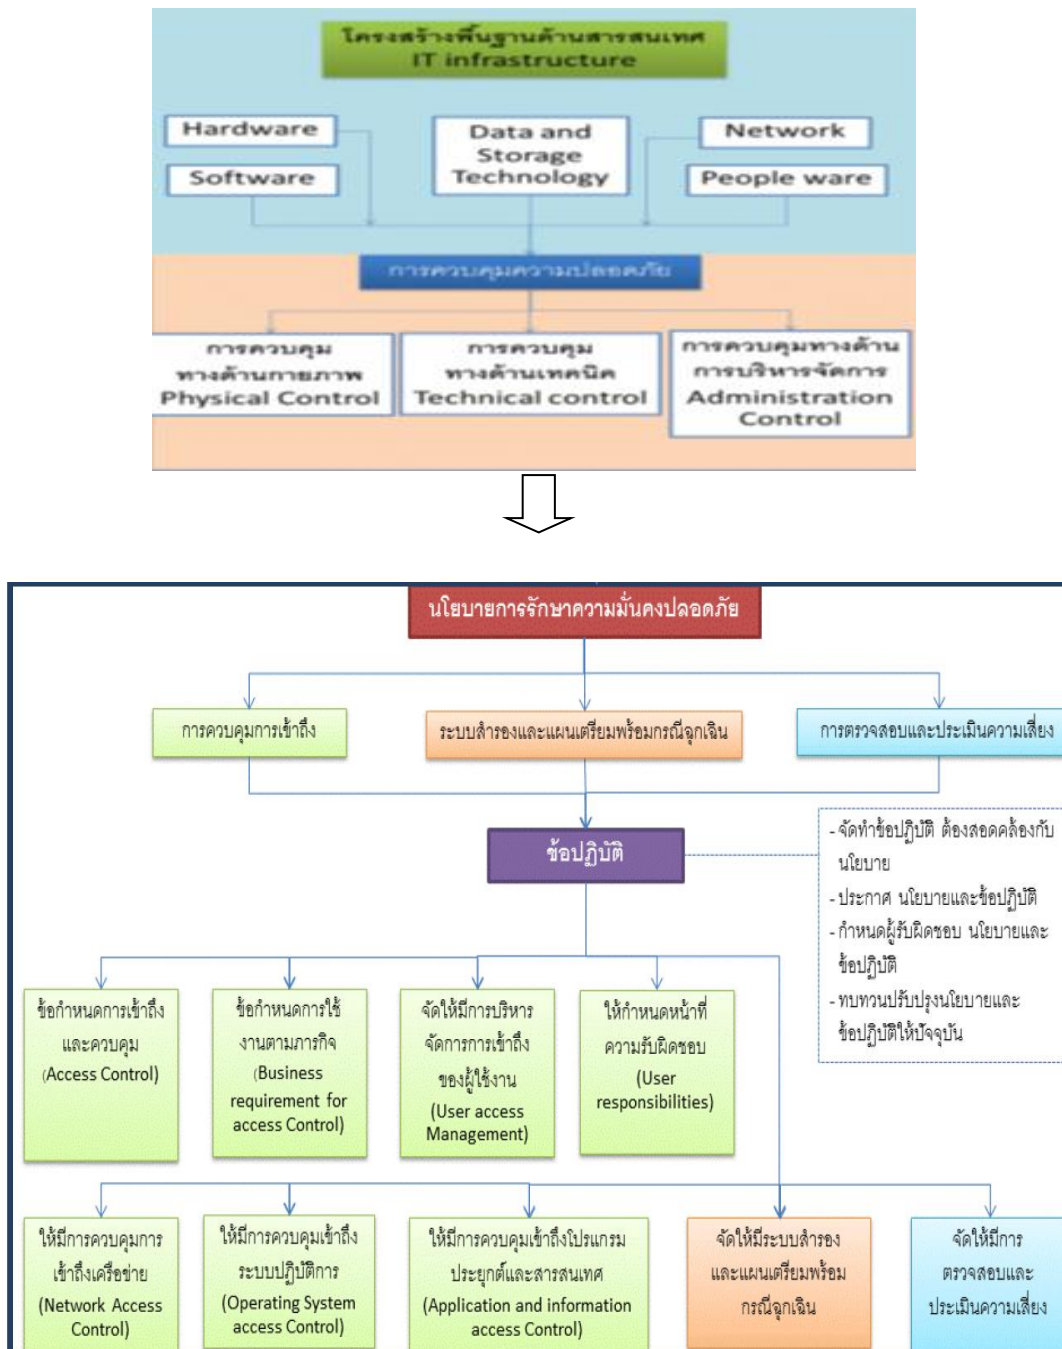 โครงสร้างพื้นฐานด้านสารสนเทศ
IT infrastructure
Hardware
Software
Data and
Storage
Technology
Network
People ware
การควบคุมความปลอดภัย
การควบคุม
ทางด้านกายภาพ
Physical Control
การควบคุม
ทางด้านเทคนิค
Technical control
การควบคุมทางด้าน
การบริหารจัดการ
Administration
Control
นโยบายการรักษาความมั่นคงปลอดภัย
การควบคุมการเข้าถึง
ระบบสำรองและแผนเตรียมพร้อมกรณีฉุกเฉิน
การตรวจสอบและประเมินความเสี่ยง
ข้อปฏิบัติ
- จัดทำข้อปฏิบัติ ต้องสอดคล้องกับ
นโยบาย
- ประกาศ นโยบายและข้อปฏิบัติ
- กำหนดผู้รับผิดชอบ นโยบายและ
ข้อปฏิบัติ
- ทบทวนปรับปรุงนโยบายและ
ข้อปฏิบัติให้ปัจจุบัน
ข้อกำหนดการเข้าถึง
และควบคุม
(Access Control)
ข้อกำหนดการใช้
งานตามภารกิจ
(Business
requirement for
access Control)
จัดให้มีการบริหาร
จัดการการเข้าถึง
ของผู้ใช้งาน
(User access
Management)
ให้กำหนดหน้าที่
ความรับผิดชอบ
(User
responsibilities)
ให้มีการควบคุมการ
เข้าถึงเครือข่าย
(Network Access
Control)
ให้มีการควบคุมเข้าถึง
ระบบปฏิบัติการ
(Operating System
access Control)
ให้มีการควบคุมเข้าถึงโปรแกรม
ประยุกต์และสารสนเทศ
(Application and information
access Control)
จัดให้มีระบบสำรอง
และแผนเตรียมพร้อม
กรณีฉุกเฉิน
จัดให้มีการ
ตรวจสอบและ
ประเมินความเสี่ยง